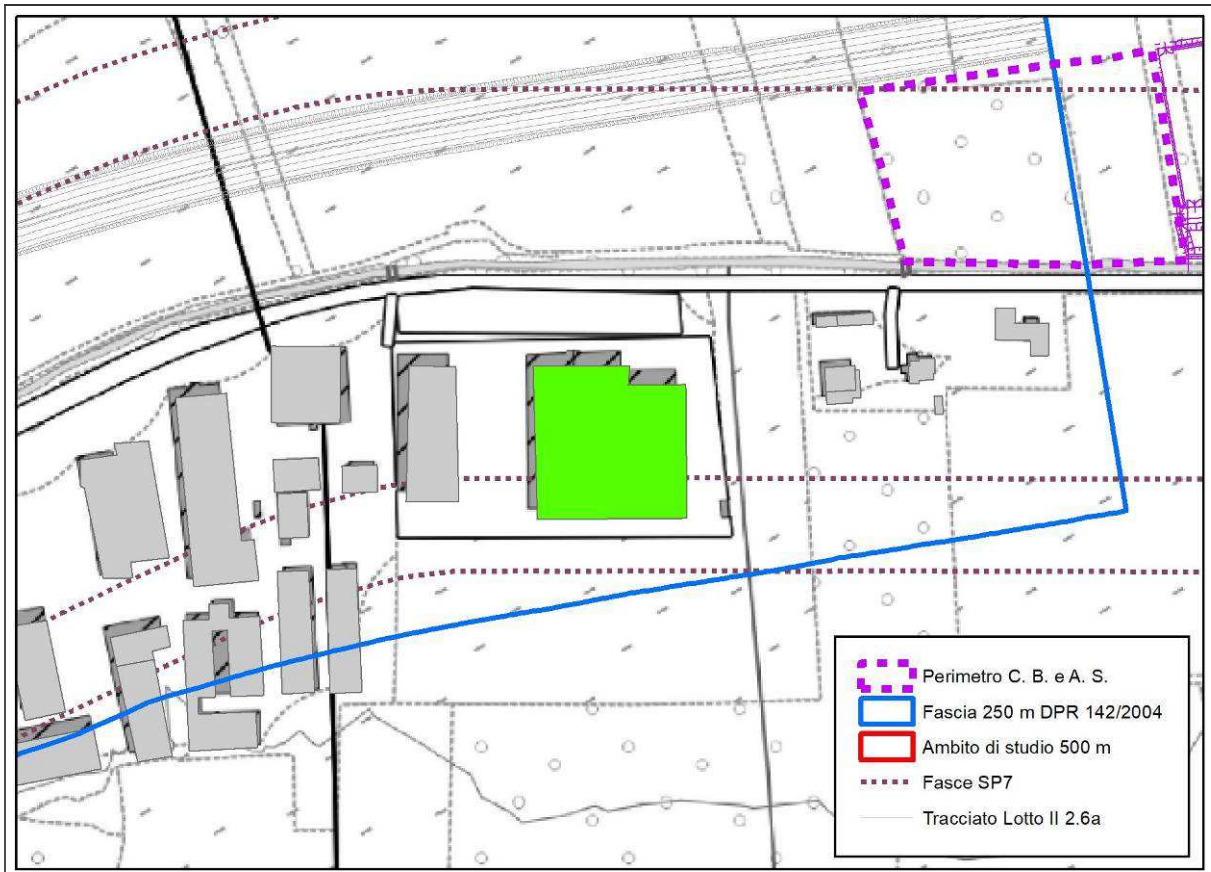 Perimetro C. B. e A. S.
Fascia 250 m DPR 142/2004
Ambito di studio 500 m
Fasce SP7
Tracciato Lotto II 2.6a